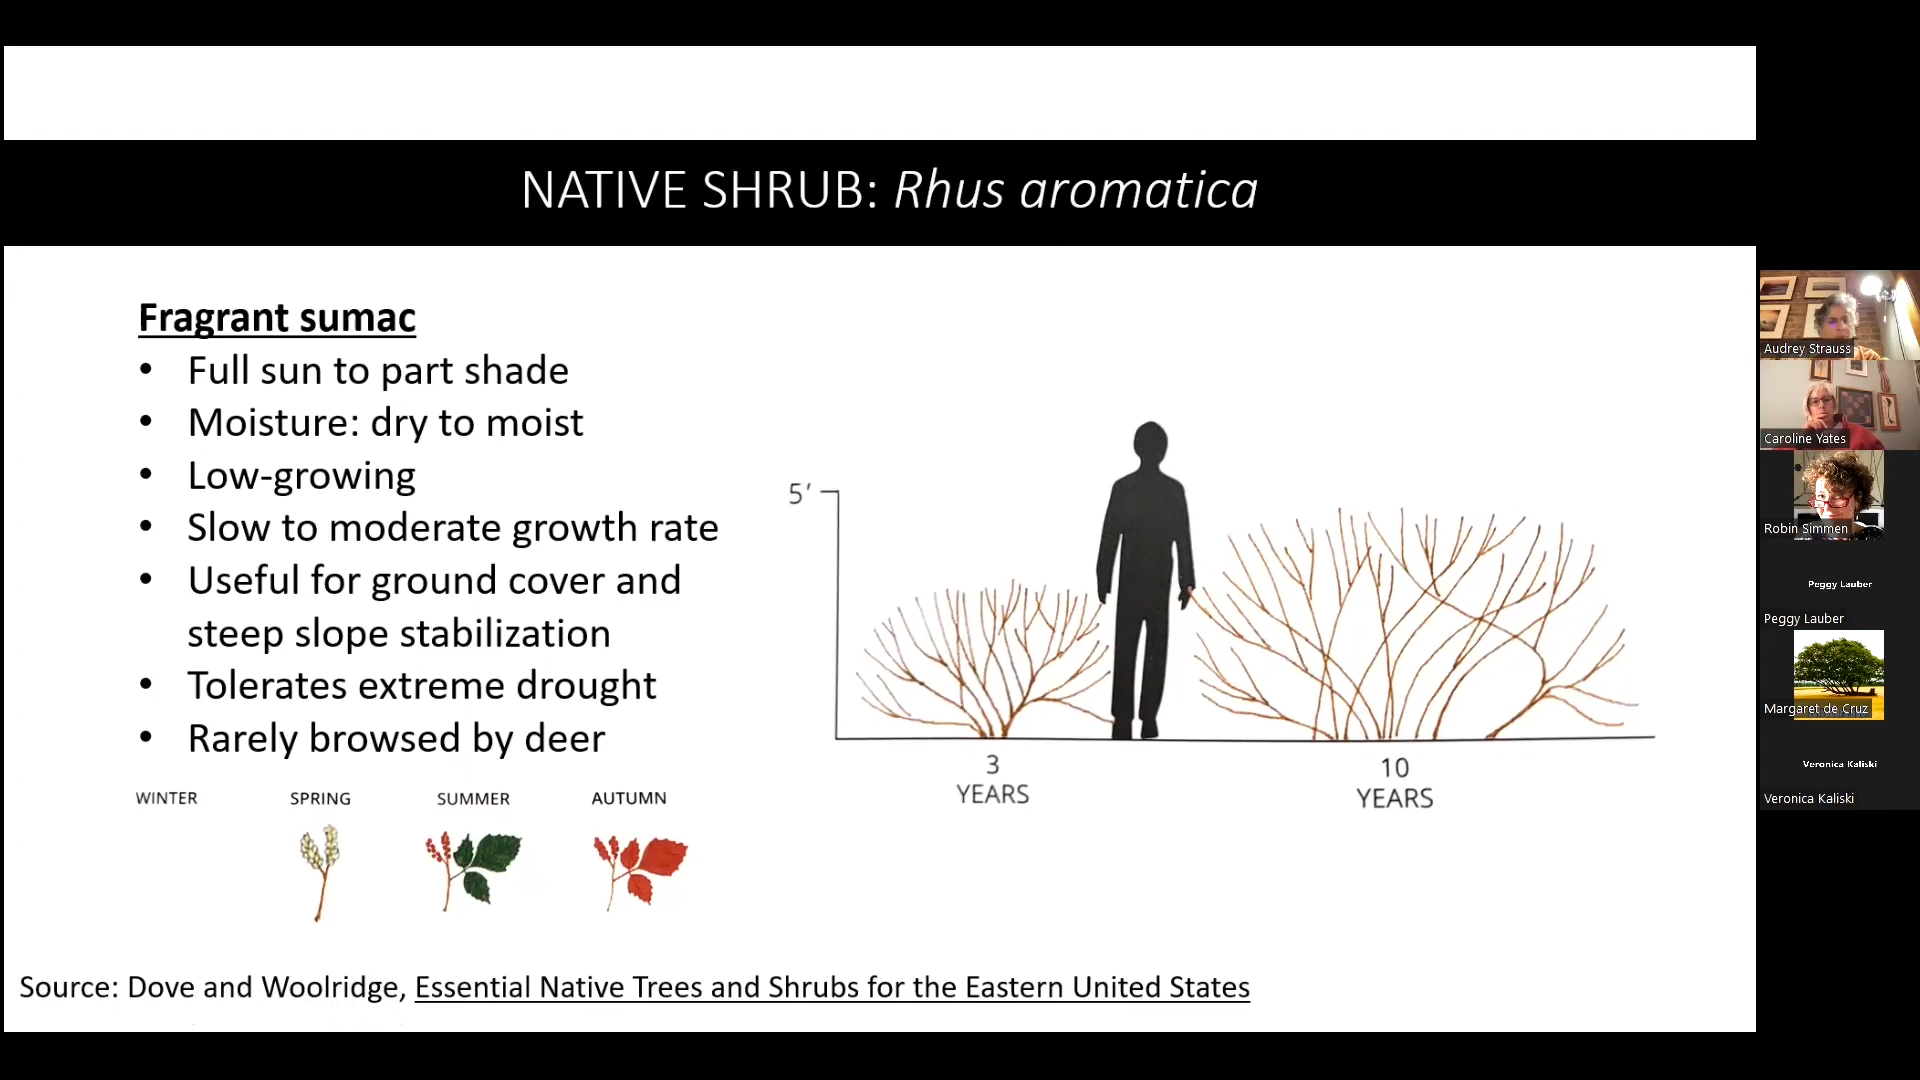 NATIVE SHRUB: Rhus aromatica
Fragrant sumac
• Full sun to part shade
• Moisture: dry to moist
• Low-growing
• Slow to moderate growth rate
• Useful for ground cover and
steep slope stabilization
• Tolerates extreme drought
• Rarely browsed by deer
WINTER SPRING SUMMER AUTUMN
5′
3
YEARS
10
YEARS
Source: Dove and Woolridge, Essential Native Trees and Shrubs for the Eastern United States
Audrey Strauss
Caroline Yates
Robin Simmen
Peggy Lauber
Peggy Lauber
Margaret de Cruz
Veronica Kaliski
Veronica Kaliski